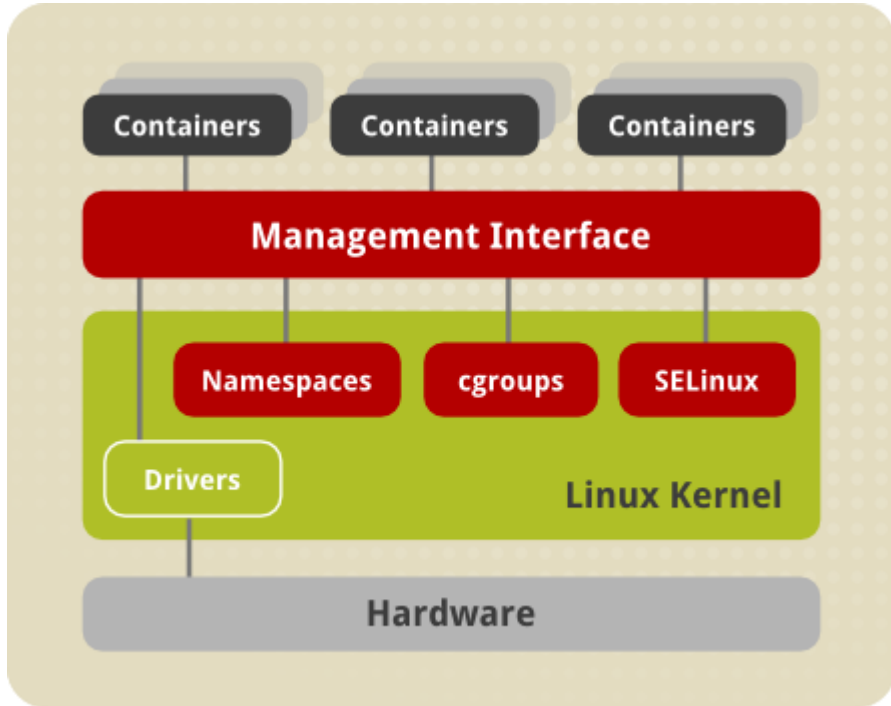 Containers
Containers
Containers
Management Interface
Namespaces
cgroups
SELinux
Drivers
Linux Kernel
Hardware